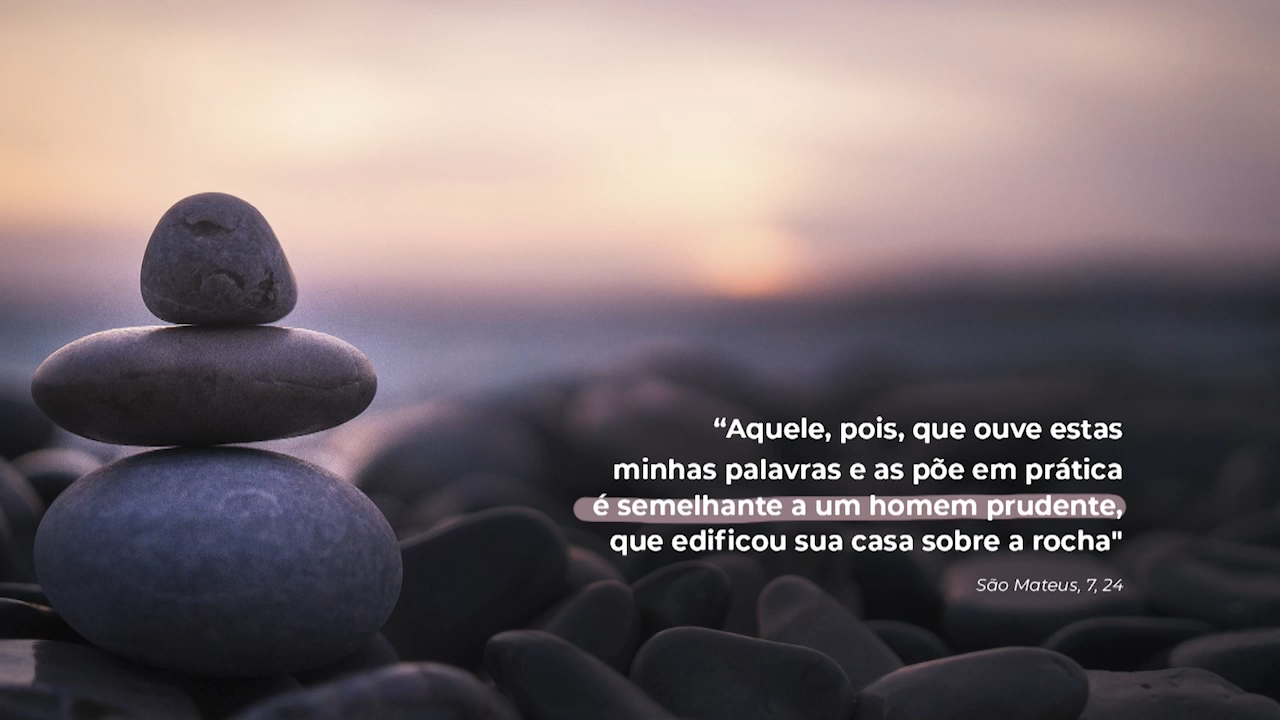 “Aquele, pois, que ouve estas
minhas palavras e as põe em prática
é semelhante a um homem prudente,
que edificou sua casa sobre a rocha"
São Mateus, 7, 24